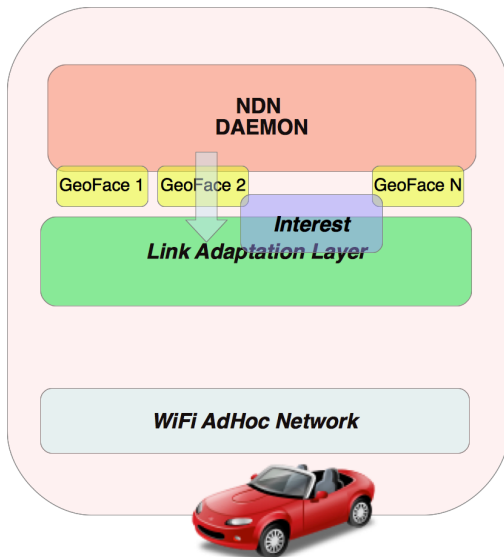 NDN
DAEMON
GeoFace 1
GeoFace 2
GeoFace N
Interest
Link Adaptation Layer
WiFi AdHoc Network